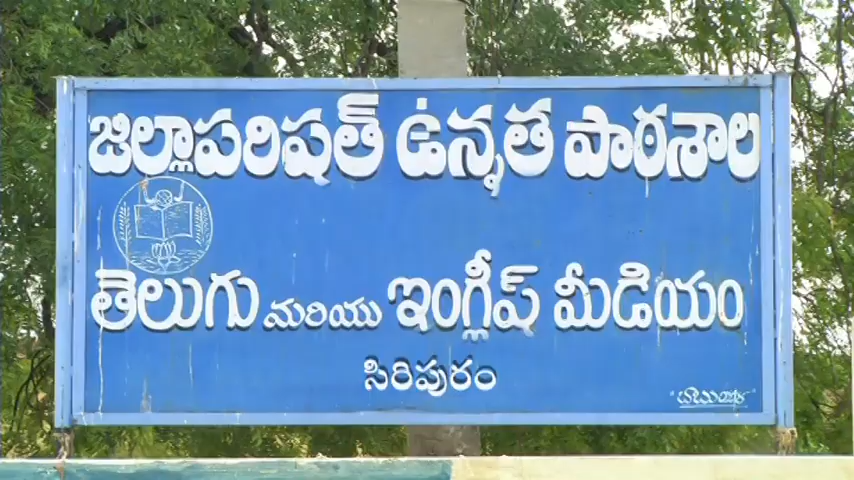 జిల్లాపరిషత్ ఉన్నత పాఠశాల
తెలుగు మరియు ఇంగ్లీష్ మీడియం
సిరిపురం